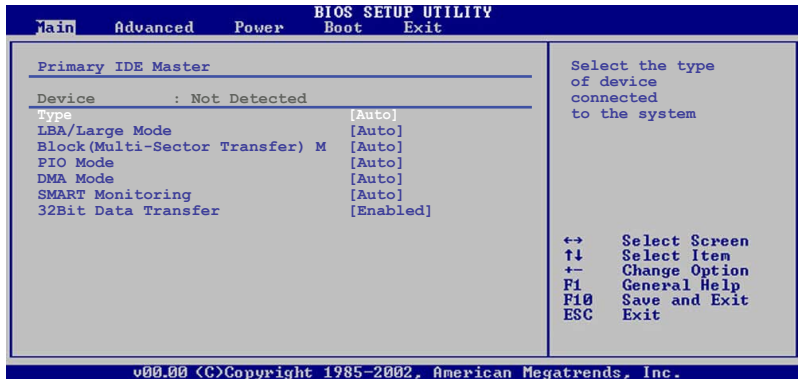 BIOS SETUP UTILITY
Main Advanced Power Boot Exit
Primary IDE Master
Device : Not Detected
Type [Auto]
LBA/Large Mode [Auto]
Block(Multi-Sector Transfer) M [Auto]
PIO Mode [Auto]
DMA Mode [Auto]
SMART Monitoring [Auto]
32Bit Data Transfer [Enabled]
Select the type
of device
connected
to the system
←→ Select Screen
↑↓ Select Item
+- Change Option
F1 General Help
F10 Save and Exit
ESC Exit
v00.00 (C)Copyright 1985-2002, American Megatrends, Inc.